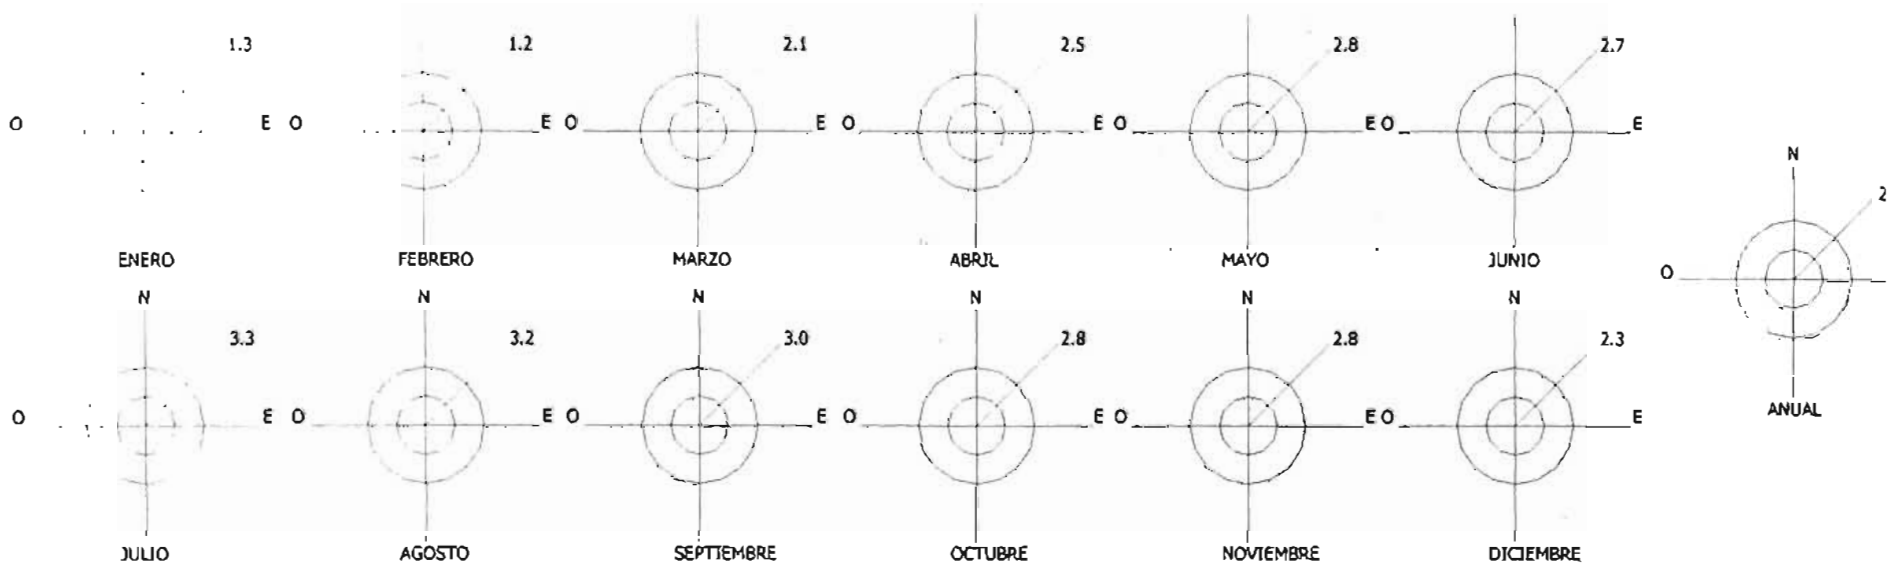 1.3 1.2 2.1 2.5 2.8 2.7
O E O E O E O E O E O E
ENERO FEBRERO MARZO ABRIL MAYO JUNIO
N N N N N N
3.3 3.2 3.0 2.8 2.8 2.3
O E O E O E O E O E O E
JULIO AGOSTO SEPTIEMBRE OCTUBRE NOVIEMBRE DICIEMBRE
N
2
O
ANUAL